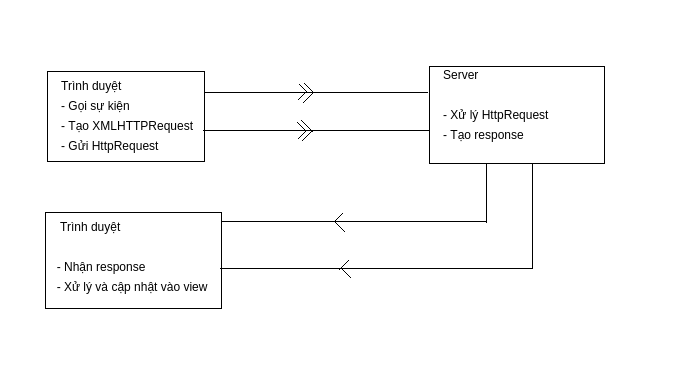 Trình duyệt
- Gọi sự kiện
- Tạo XMLHTTPRequest
- Gửi HttpRequest
Server
- Xử lý HttpRequest
- Tạo response
Trình duyệt
- Nhận response
- Xử lý và cập nhật vào view